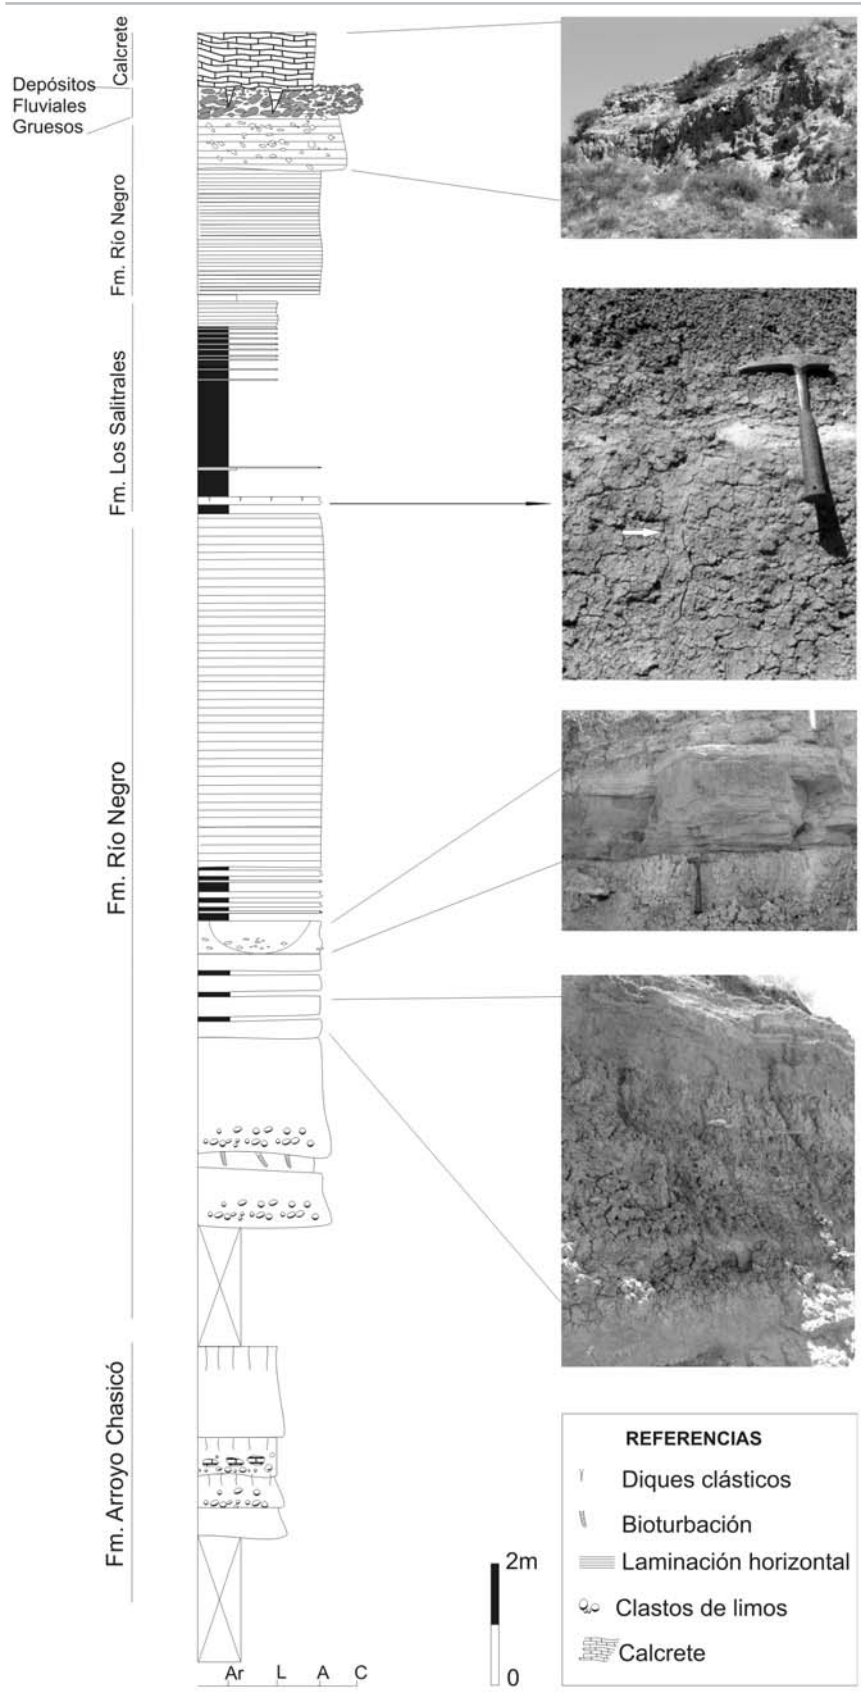 Calcrete
Depósitos
Fluviales
Gruesos
Fm. Río Negro
Fm. Los Salitrales
Fm. Río Negro
Fm. Arroyo Chasicó
Ar L A C
2m
0
REFERENCIAS
Diques clásticos
Bioturbación
Laminación horizontal
Clastos de limos
Calcrete